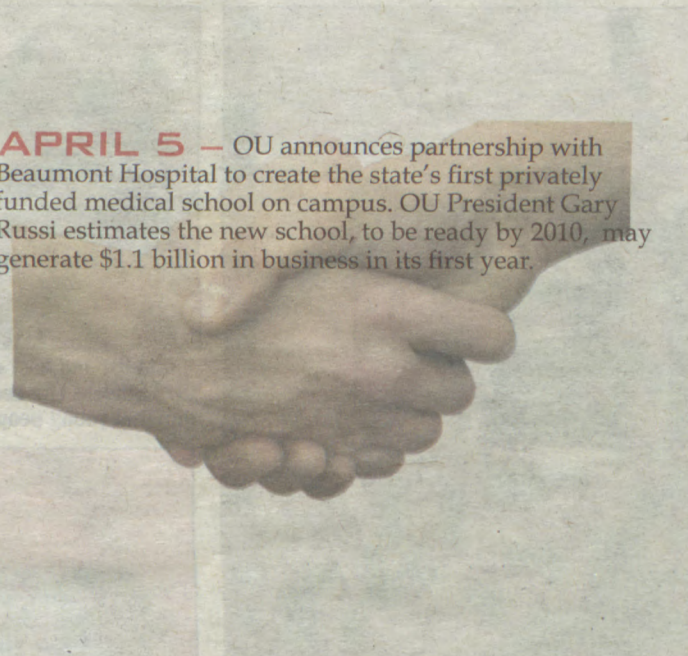 APRIL 5 – OU announces partnership with
Beaumont Hospital to create the state's first privately
funded medical school on campus. OU President Gary
Russi estimates the new school, to be ready by 2010, may
generate $1.1 billion in business in its first year.